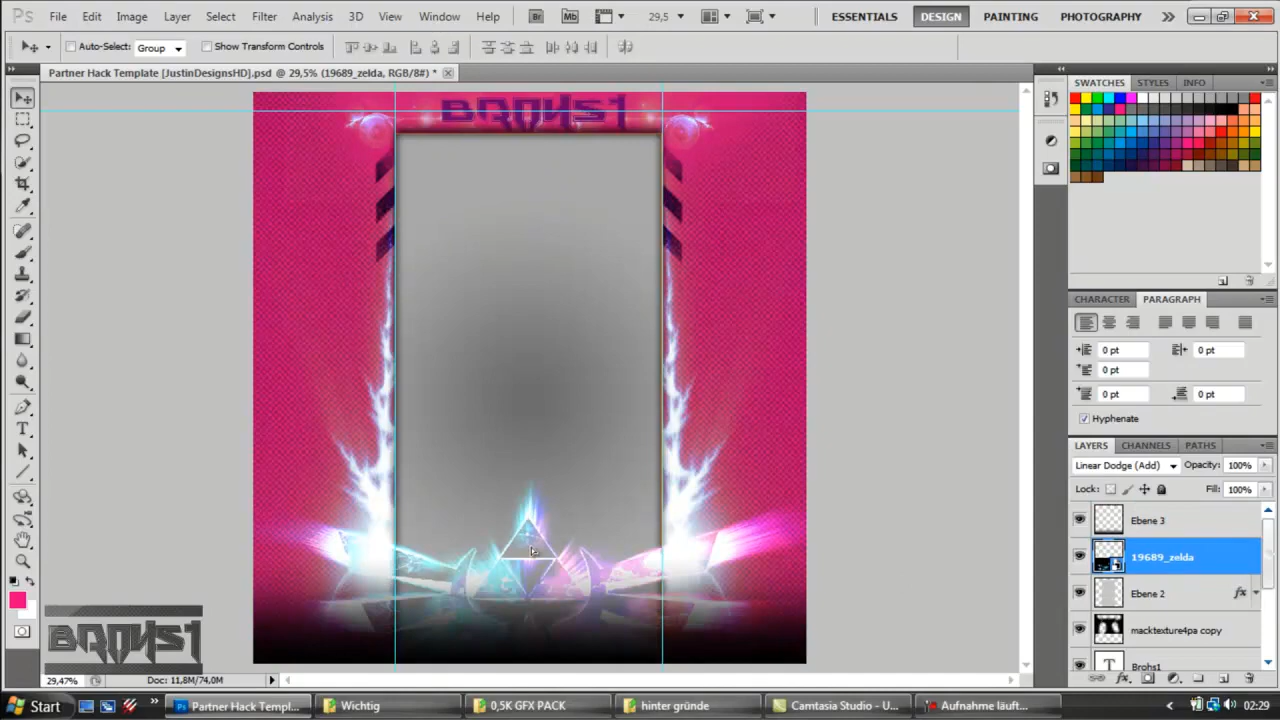 Ps File Edit Image Layer Select Filter Analysis 3D View Window Help Br Mb 29,5 ESSENTIALS DESIGN PAINTING PHOTOGRAPHY
Auto-Select: Group Show Transform Controls
Partner Hack Template [JustinDesignsHD].psd @ 29,5% (19689_zelda, RGB/8#) *
BROHS1
SWATCHES STYLES INFO
CHARACTER PARAGRAPH
0 pt 0 pt
0 pt
0 pt 0 pt
Hyphenate
LAYERS CHANNELS PATHS
Linear Dodge (Add) Opacity: 100%
Lock: Fill: 100%
Ebene 3
19689_zelda
Ebene 2
macktexture4pa copy
T Brohs1
BROHS1
29,47% Doc: 11,8M/74,0M
Start Partner Hack Templ... Wichtig 0,5K GFX PACK hinter gründe Camtasia Studio - U... Aufnahme läuft... 02:29